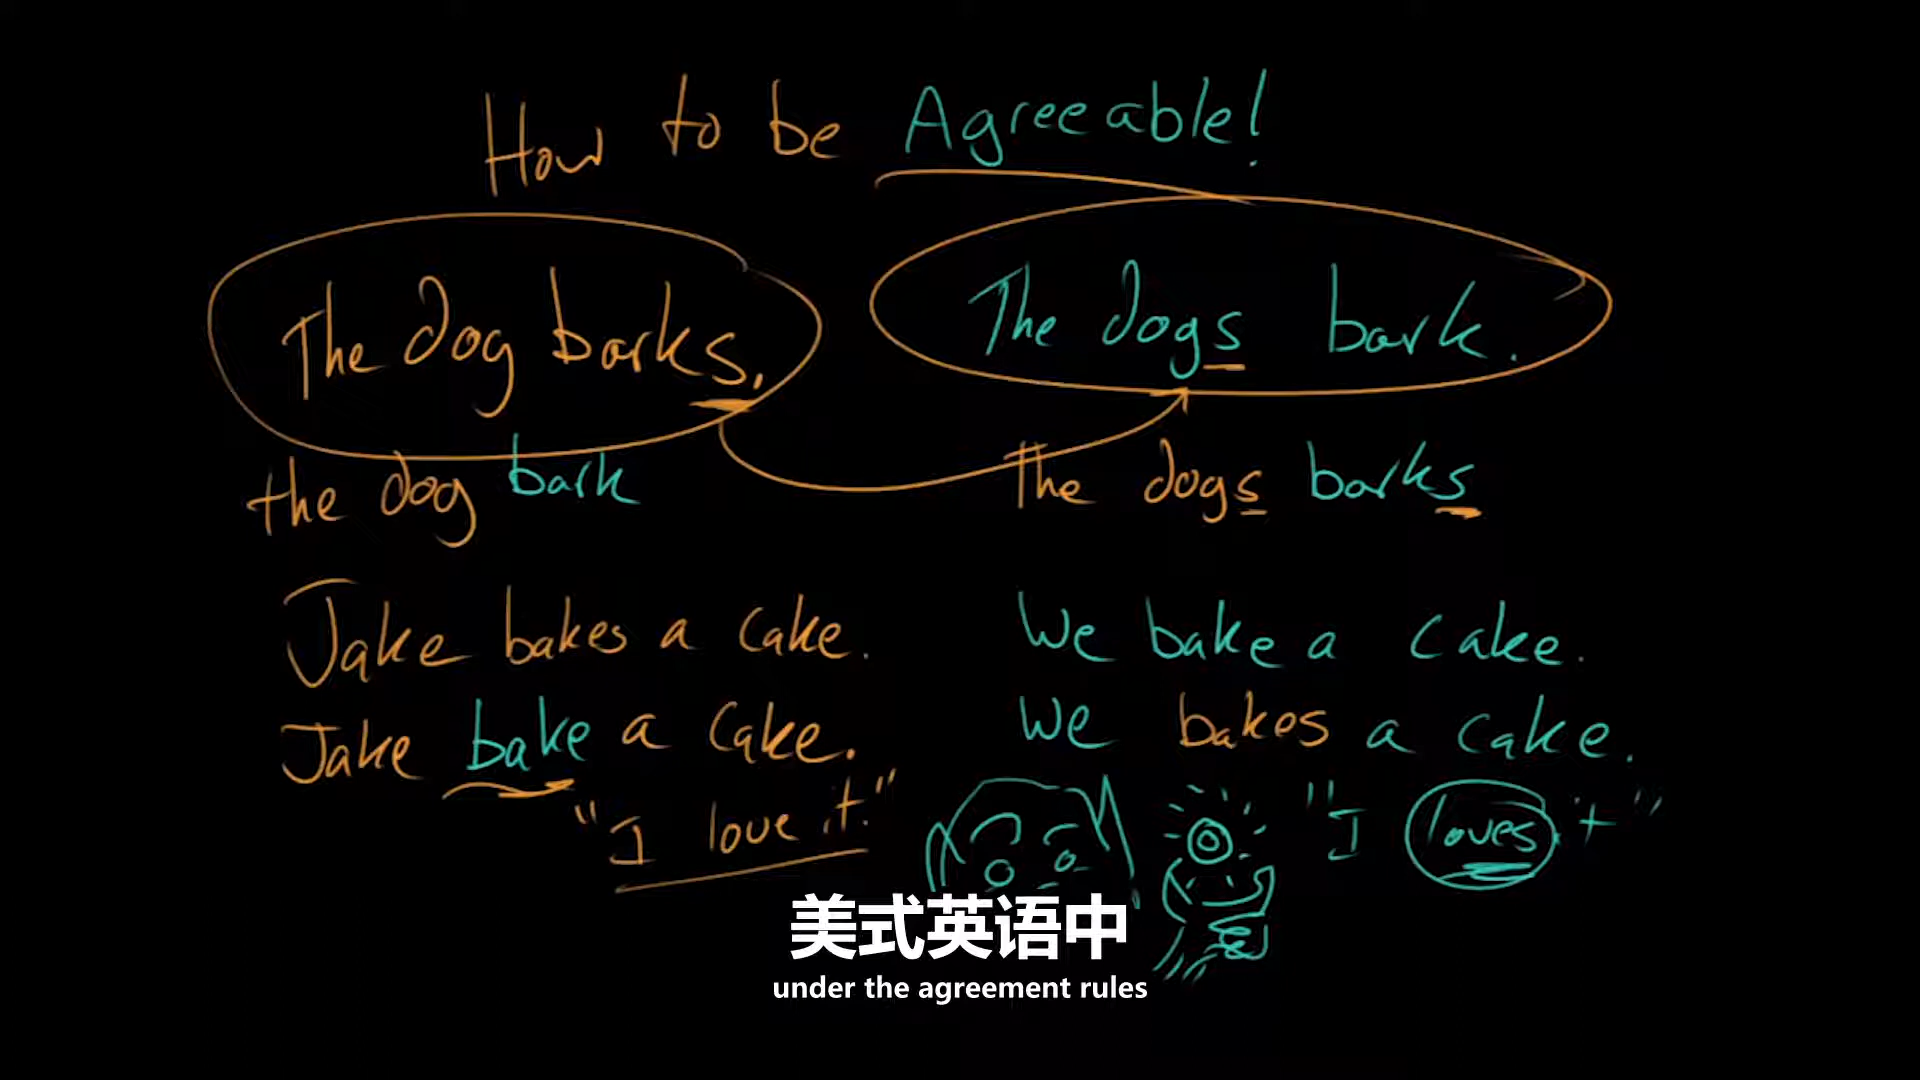 How to be Agreeable!
The dog barks.
The dogs bark.
the dog bark
The dogs barks
Jake bakes a cake.
We bake a cake.
Jake bake a cake.
We bakes a cake.
"I love it."
"I loves it"
美式英语中
under the agreement rules